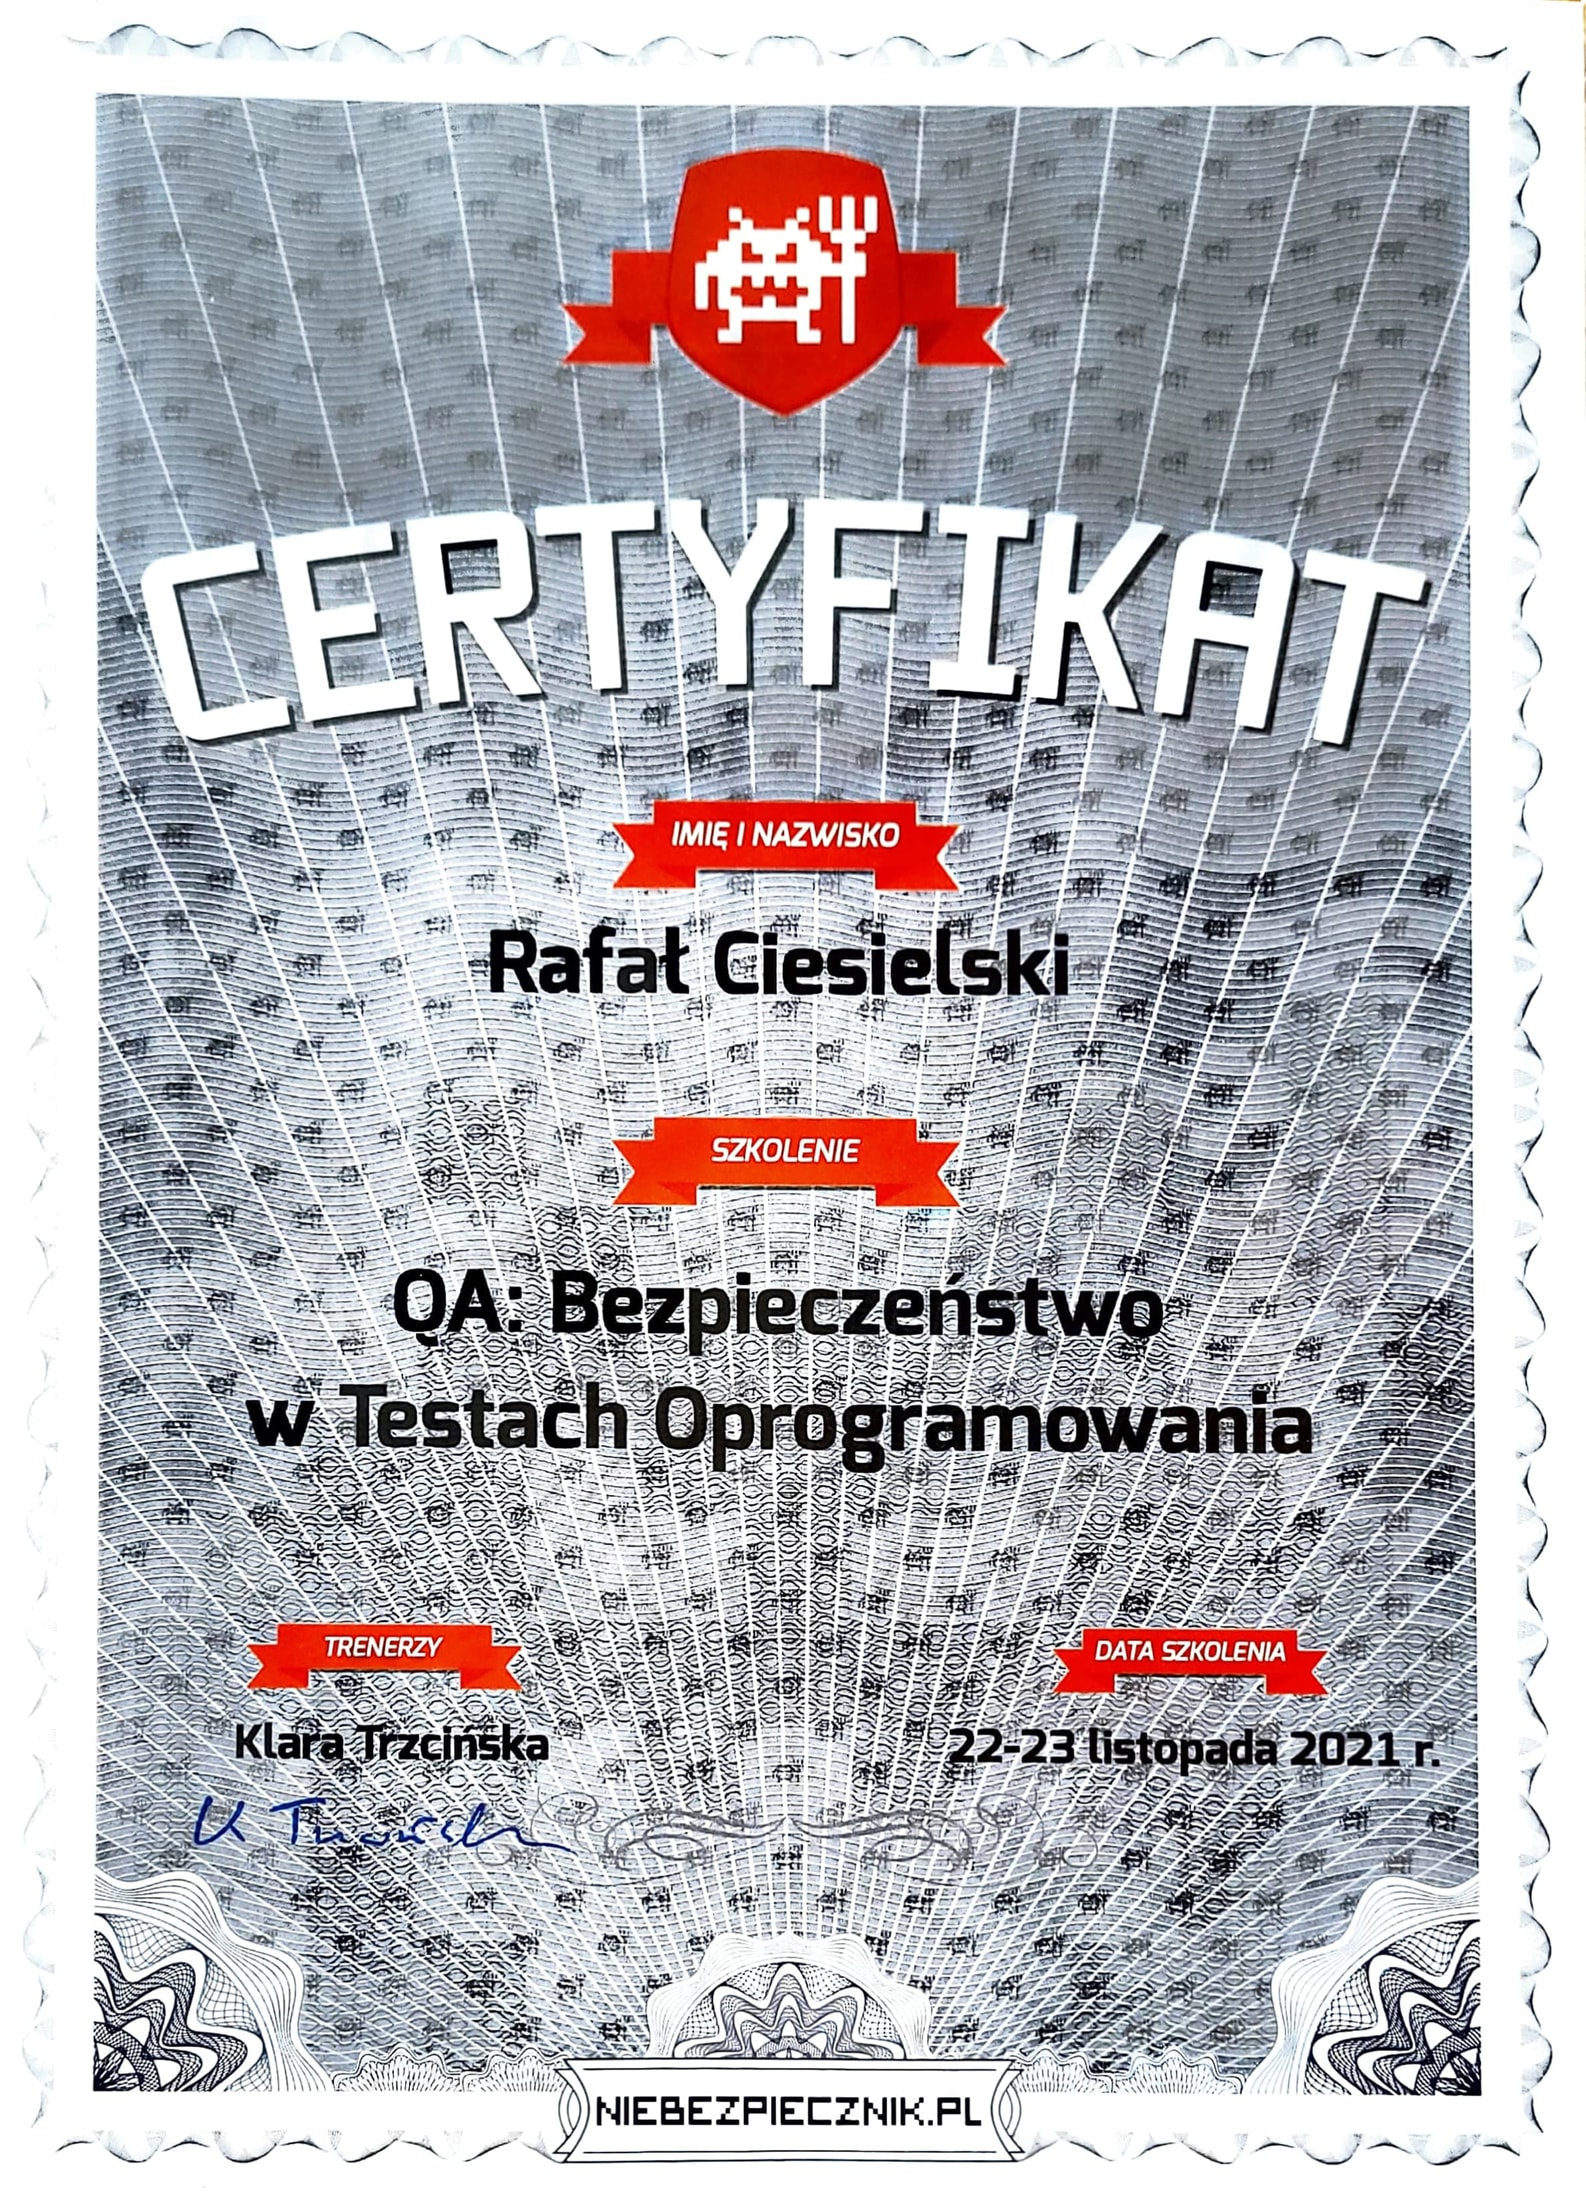 CERTYFIKAT
IMIĘ I NAZWISKO
Rafał Ciesielski
SZKOLENIE
QA: Bezpieczeństwo
w Testach Oprogramowania
TRENERZY
DATA SZKOLENIA
Klara Trzcińska
22-23 listopada 2021 r.
NIEBEZPIECZNIK.PL